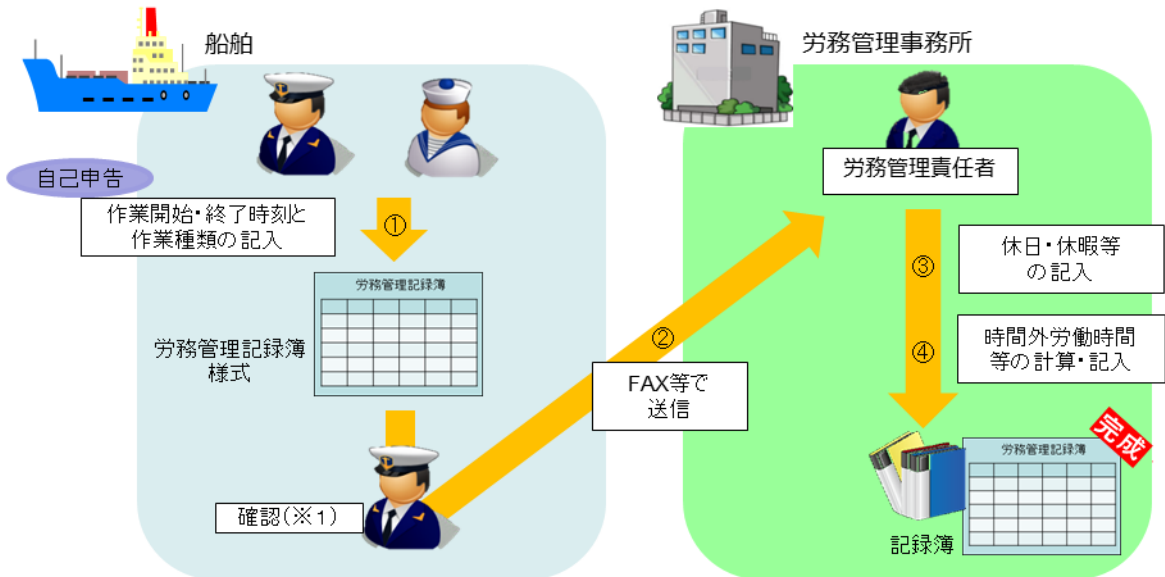 船舶
労務管理事務所
自己申告
作業開始・終了時刻と
作業種類の記入
①
労務管理記録簿
労務管理記録簿
様式
確認(※1)
②
FAX等で
送信
労務管理責任者
③
休日・休暇等
の記入
④
時間外労働時間
等の計算・記入
完成
労務管理記録簿
記録簿